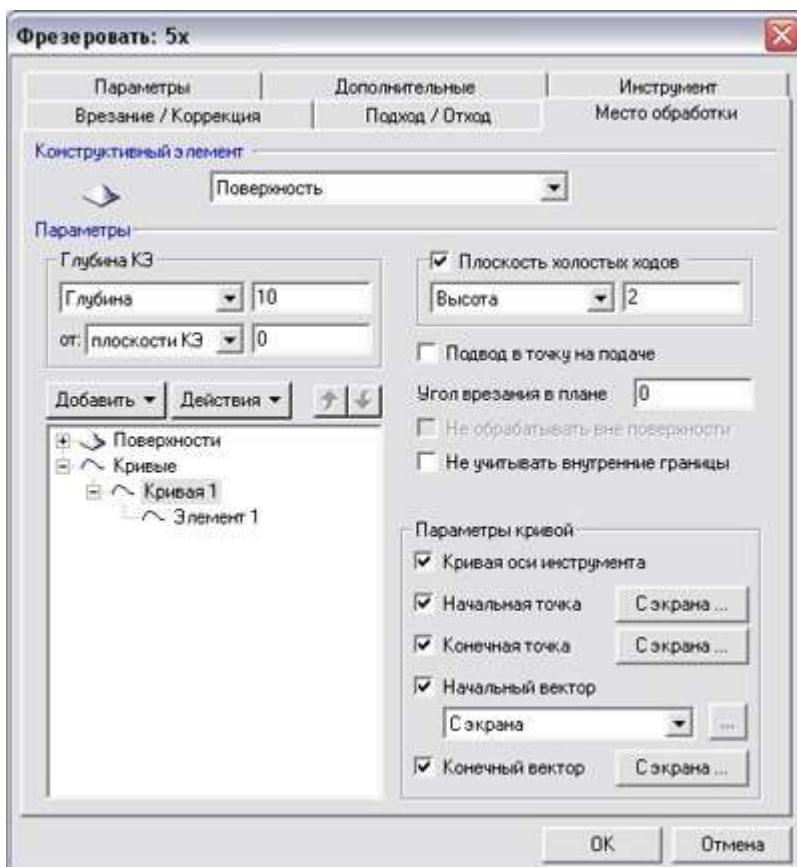 Фрезеровать: 5x
Параметры Дополнительные Инструмент
Врезание / Коррекция Подход / Отход Место обработки
Конструктивный элемент
Поверхность
Параметры
Глубина КЭ
Глубина 10
от: плоскости КЭ 0
Плоскость холостых ходов
Высота 2
Подвод в точку на подаче
Угол врезания в плане 0
Не обрабатывать вне поверхности
Не учитывать внутренние границы
Добавить Действия
Поверхности
Кривые
Кривая 1
Элемент 1
Параметры кривой
Кривая оси инструмента
Начальная точка С экрана ...
Конечная точка С экрана ...
Начальный вектор
С экрана ...
Конечный вектор С экрана ...
OK Отмена